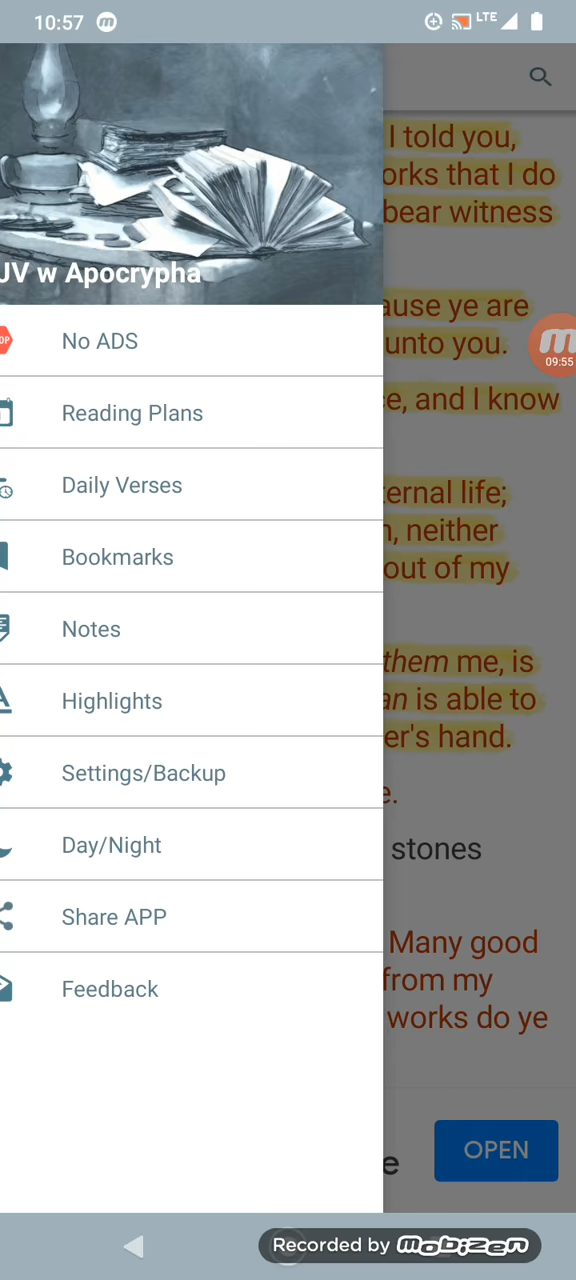 10:57
LTE
I told you,
orks that I do
bear witness
JV w Apocrypha
ause ye are
unto you.
09:55
No ADS
e, and I know
Reading Plans
Daily Verses
ternal life;
neither
out of my
Bookmarks
Notes
them me, is
Highlights
an is able to
er's hand.
Settings/Backup
e.
Day/Night
stones
Share APP
Many good
from my
Feedback
works do ye
e
OPEN
Recorded by mobizen